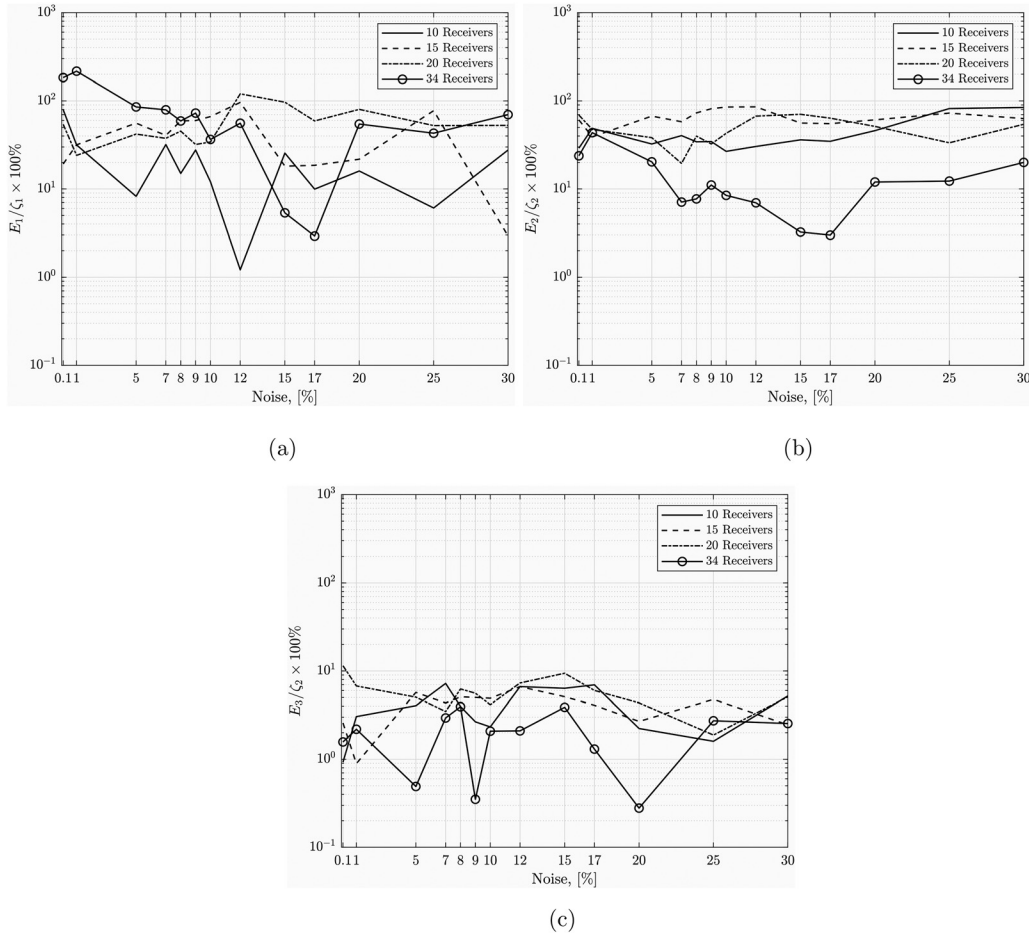 10³
10²
10¹
10⁰
10⁻¹
E₁/ζ₁ × 100%
10 Receivers
15 Receivers
20 Receivers
34 Receivers
0.1 1 5 7 8 9 10 12 15 17 20 25 30
Noise, [%]
(a)
10³
10²
10¹
10⁰
10⁻¹
E₂/ζ₂ × 100%
10 Receivers
15 Receivers
20 Receivers
34 Receivers
0.1 1 5 7 8 9 10 12 15 17 20 25 30
Noise, [%]
(b)
10³
10²
10¹
10⁰
10⁻¹
E₃/ζ₂ × 100%
10 Receivers
15 Receivers
20 Receivers
34 Receivers
0.1 1 5 7 8 9 10 12 15 17 20 25 30
Noise, [%]
(c)